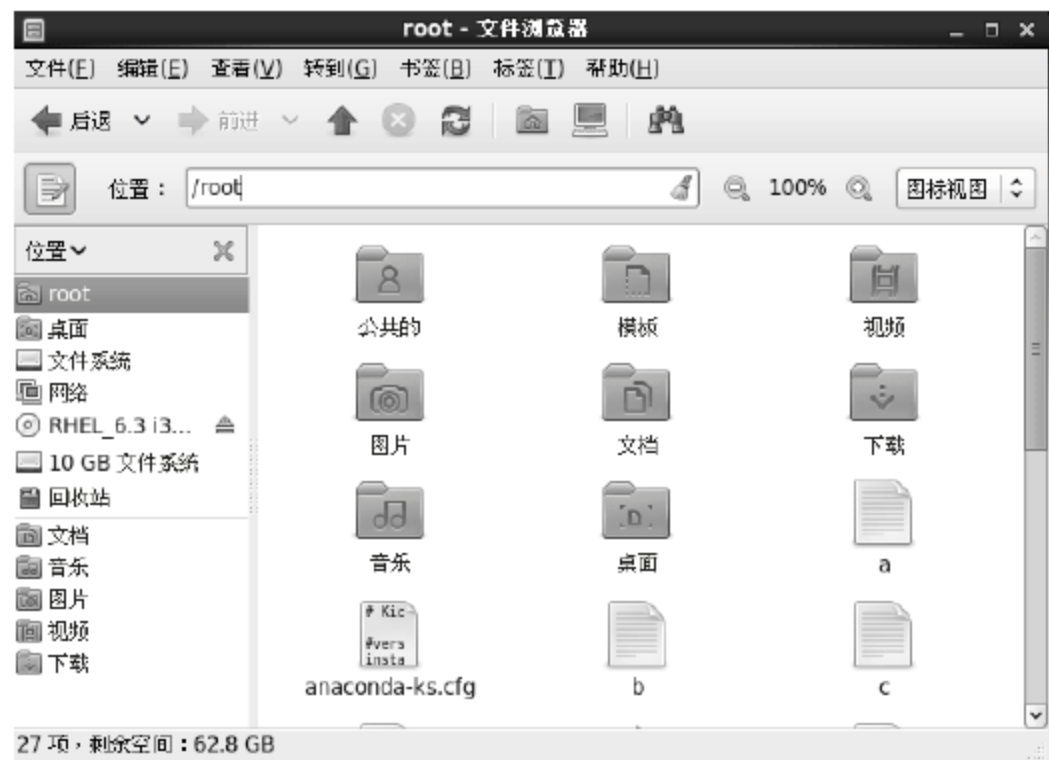 root - 文件浏览器
文件(F) 编辑(E) 查看(V) 转到(G) 书签(B) 标签(T) 帮助(H)
后退 前进
位置： /root 100% 图标视图
位置
root
桌面
文件系统
网络
RHEL_6.3 i3...
10 GB 文件系统
回收站
文档
音乐
图片
视频
下载
公共的 模板 视频
图片 文档 下载
音乐 桌面 a
# Kic
#vers
insta
anaconda-ks.cfg b c
27 项，剩余空间：62.8 GB